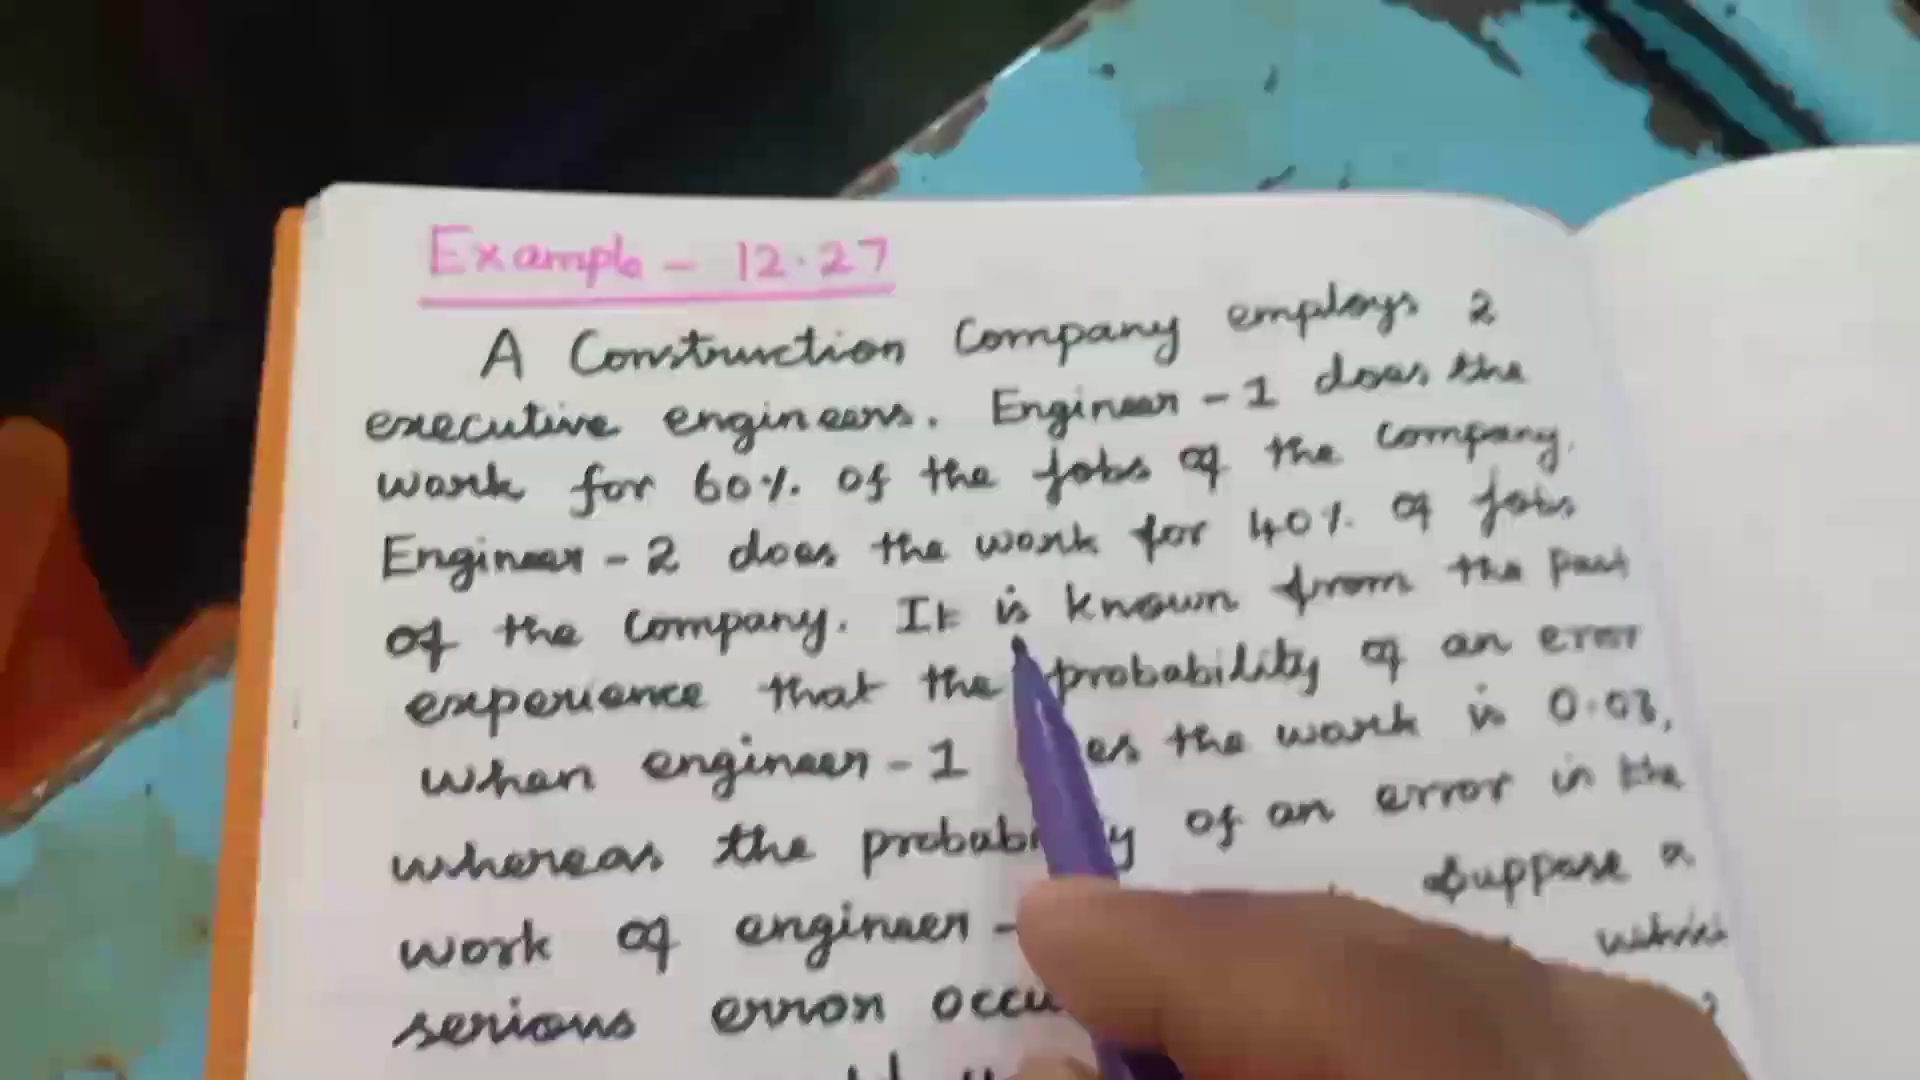 Example - 12.27
A Construction Company employs 2
executive engineers. Engineer - 1 does the
work for 60% of the jobs of the company.
Engineer - 2 does the work for 40% of jobs
of the company. It is known from the past
experience that the probability of an error
when engineer - 1 es the work is 0.03,
whereas the probab y of an error in the
work of engineer - Suppose a
serious error occu which